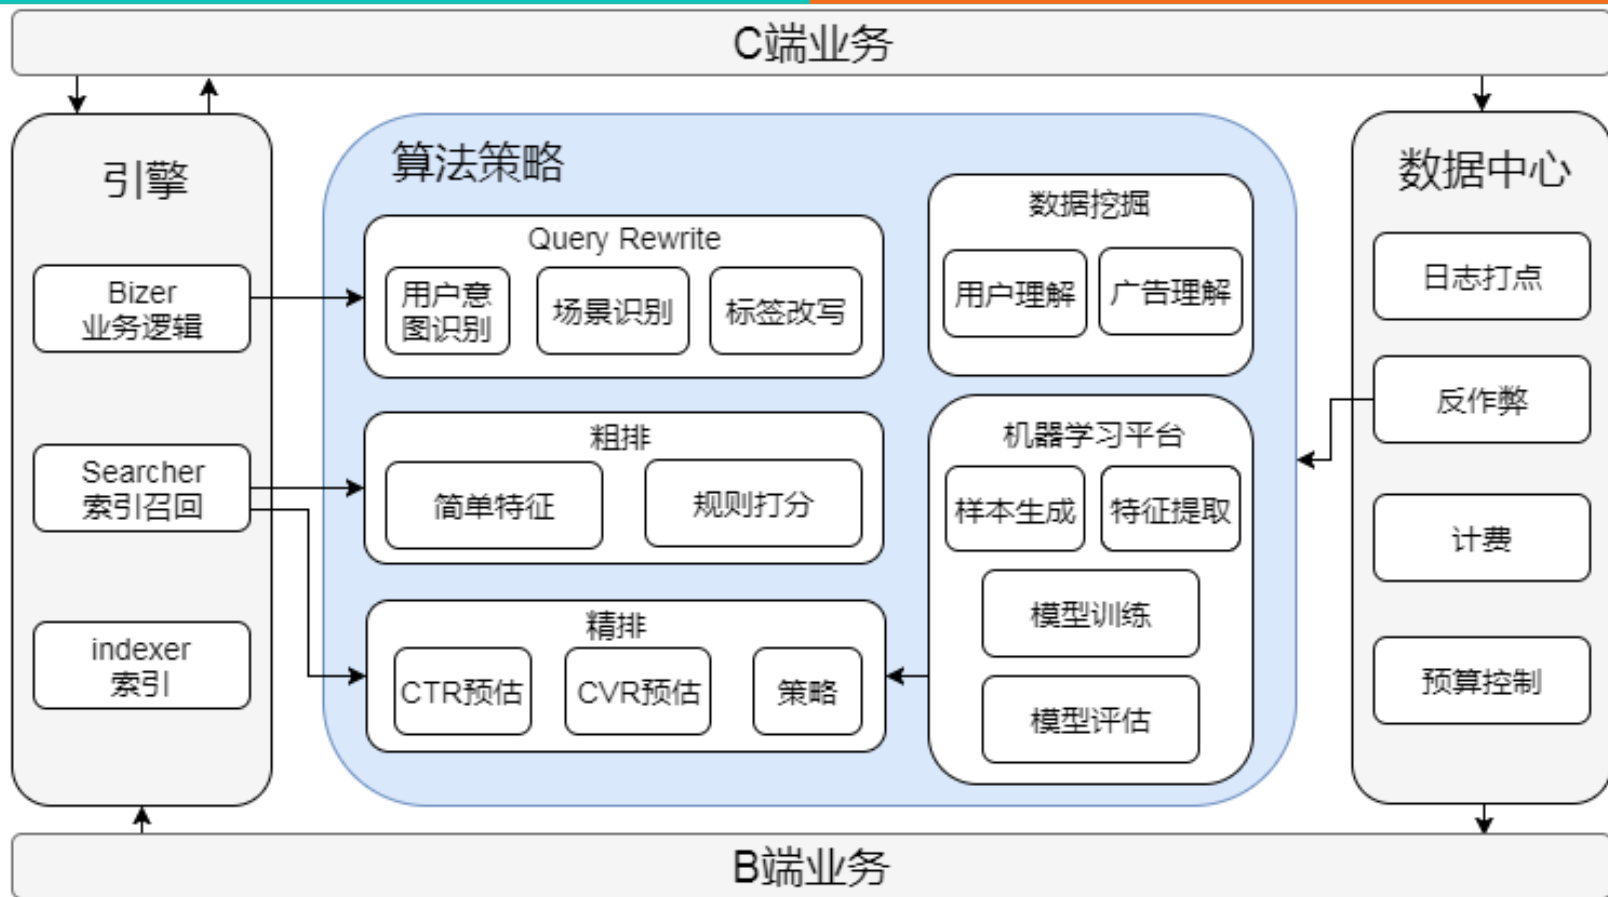 C端业务
引擎
Bizer
业务逻辑
Searcher
索引召回
indexer
索引
算法策略
Query Rewrite
用户意
图识别
场景识别
标签改写
粗排
简单特征
规则打分
精排
CTR预估
CVR预估
策略
数据挖掘
用户理解
广告理解
机器学习平台
样本生成
特征提取
模型训练
模型评估
数据中心
日志打点
反作弊
计费
预算控制
B端业务